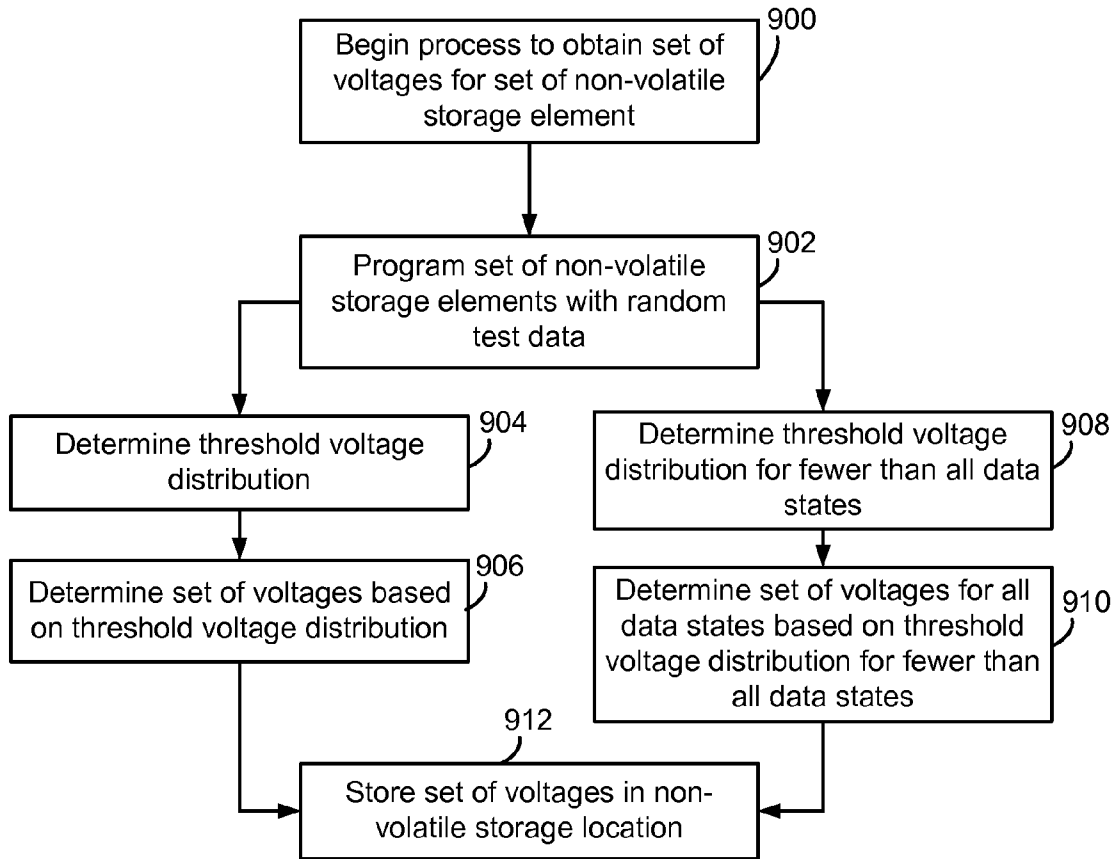 900
Begin process to obtain set of
voltages for set of non-volatile
storage element
902
Program set of non-volatile
storage elements with random
test data
904
Determine threshold voltage
distribution
906
Determine set of voltages based
on threshold voltage distribution
908
Determine threshold voltage
distribution for fewer than all data
states
910
Determine set of voltages for all
data states based on threshold
voltage distribution for fewer than
all data states
912
Store set of voltages in non-
volatile storage location